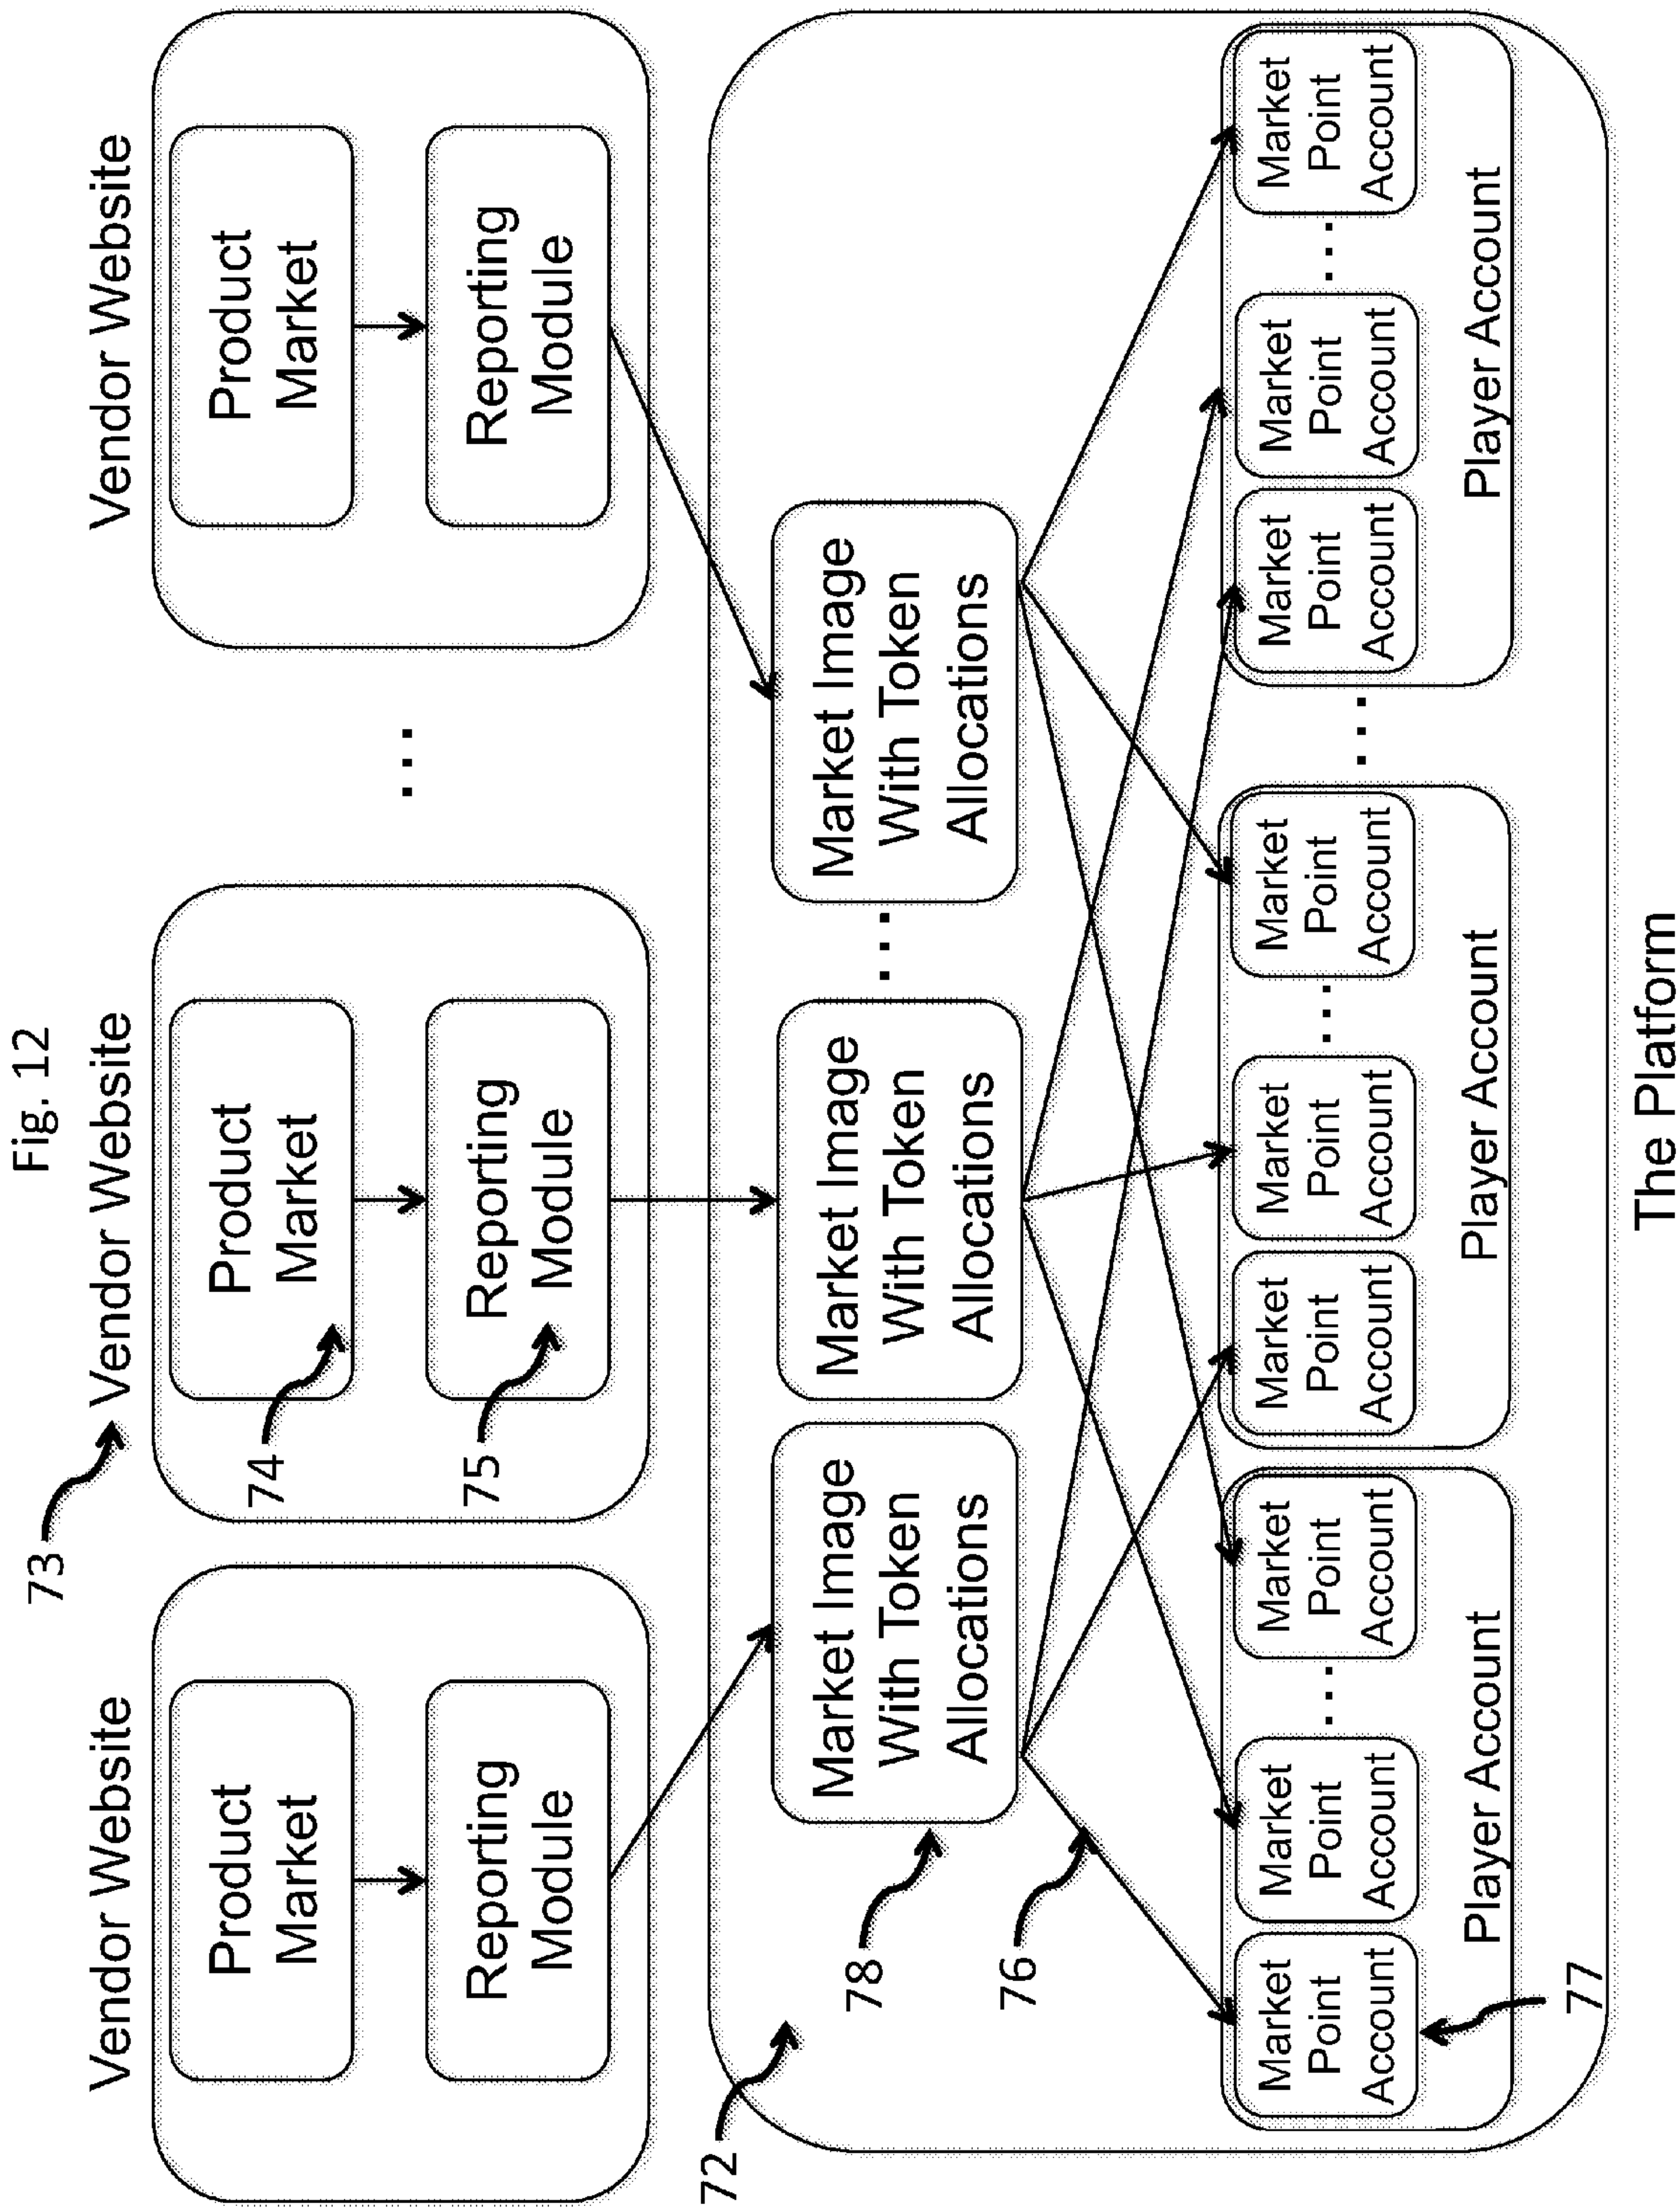 Fig. 12
73
Vendor Website
Vendor Website
Vendor Website
Product
Market
74
Product
Market
Product
Market
Reporting
Module
75
Reporting
Module
Reporting
Module
...
72
Market Image
With Token
Allocations
Market Image
With Token
Allocations
...
Market Image
With Token
Allocations
78
76
Market
Point
Account
Market
Point
Account
...
Market
Point
Account
Player Account
Market
Point
Account
Market
Point
Account
...
Market
Point
Account
Player Account
...
Market
Point
Account
Market
Point
Account
...
Market
Point
Account
Player Account
77
The Platform